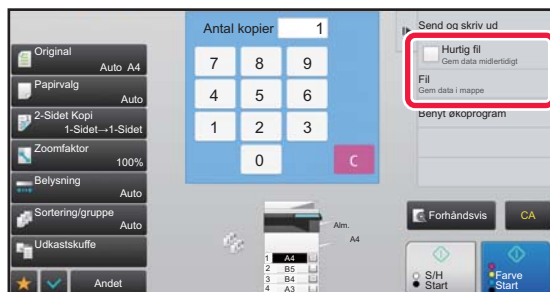 Original
Auto A4
Papirvalg
Auto
2-Sidet Kopi
1-Sidet→1-Sidet
Zoomfaktor
100%
Belysning
Auto
Sortering/gruppe
Auto
Udkastskuffe
Andet
Antal kopier 1
7 8 9
4 5 6
1 2 3
0 C
Alm.
A4
1 A4
2 B5
3 B4
4 A3
Send og skriv ud
Hurtig fil
Gem data midlertidigt
Fil
Gem data i mappe
Benyt økoprogram
Forhåndsvis
CA
S/H
Start
Farve
Start